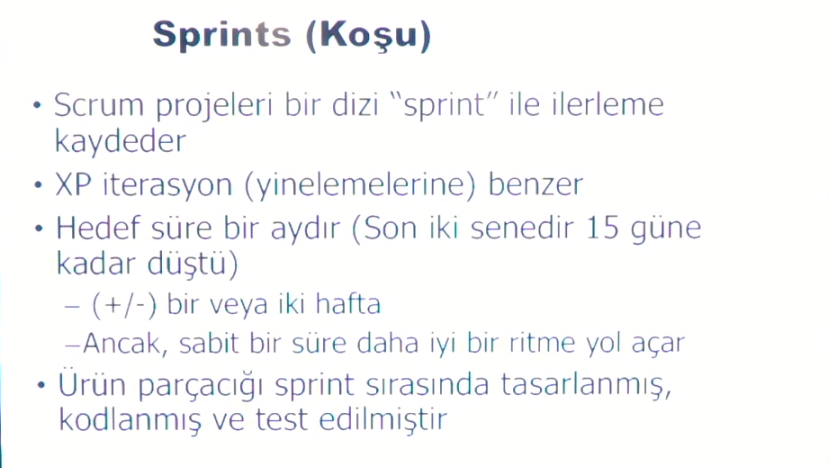 Sprints (Koşu)
• Scrum projeleri bir dizi “sprint” ile ilerleme
kaydeder
• XP iterasyon (yinelemelerine) benzer
• Hedef süre bir aydır (Son iki senedir 15 güne
kadar düştü)
– (+/-) bir veya iki hafta
–Ancak, sabit bir süre daha iyi bir ritme yol açar
• Ürün parçacığı sprint sırasında tasarlanmış,
kodlanmış ve test edilmiştir